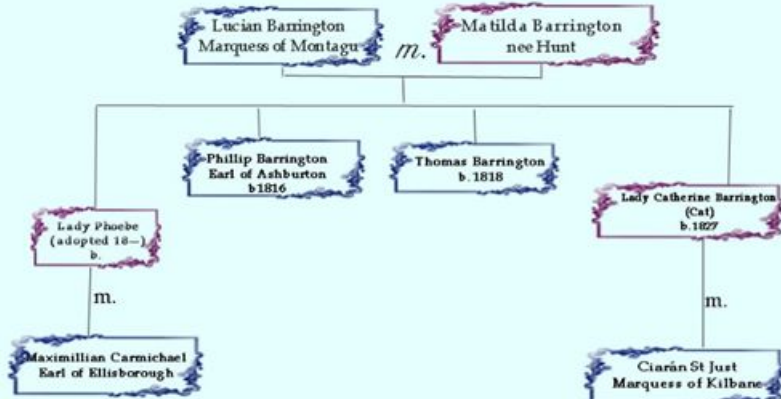 Lucian Barrington
Marquess of Montagu
m.
Matilda Barrington
nee Hunt
Phillip Barrington
Earl of Ashburton
b1816
Thomas Barrington
b. 1818
Lady Phoebe
(adopted 18—)
b.
Lady Catherine Barrington
(Cat)
b.1827
m.
m.
Maximillian Carmichael
Earl of Ellisborough
Ciarán St Just
Marquess of Kilbane